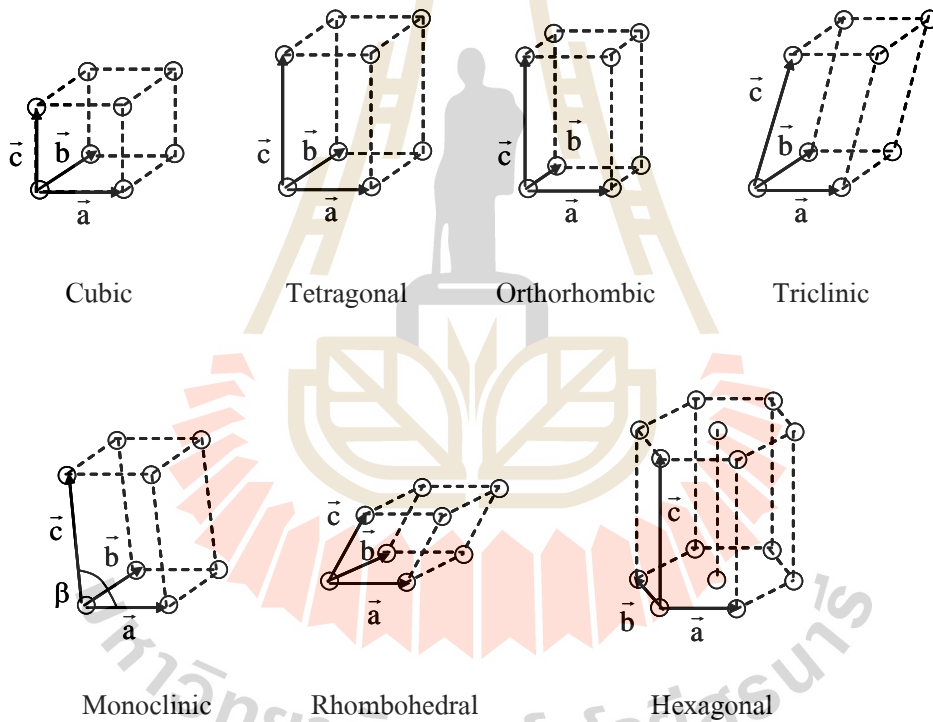 c⃗ b⃗ a⃗
c⃗ b⃗ a⃗
c⃗ b⃗ a⃗
c⃗ b⃗ a⃗
Cubic Tetragonal Orthorhombic Triclinic
c⃗ b⃗ β a⃗
c⃗ b⃗ a⃗
c⃗ b⃗ a⃗
Monoclinic Rhombohedral Hexagonal